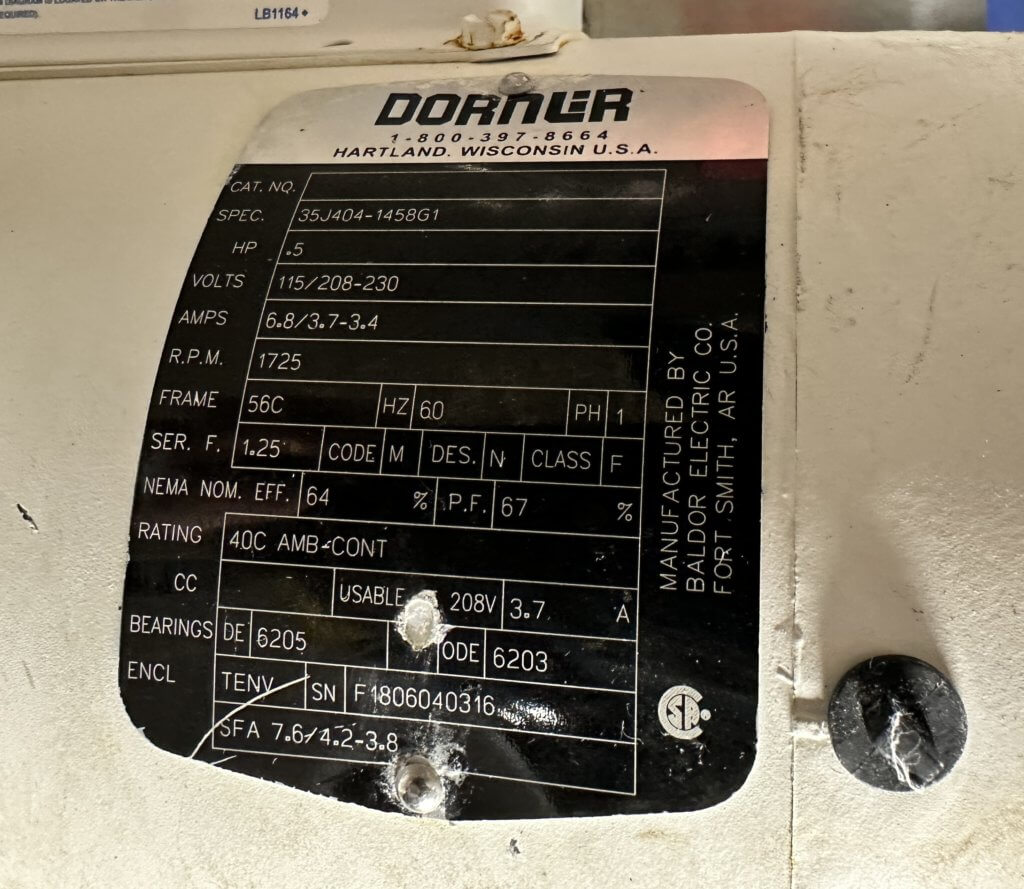 EQUIRED).
LB1164
DORNER
1-800-397-8664
HARTLAND, WISCONSIN U.S.A.
CAT. NO.
SPEC. 35J404-1458G1
HP .5
VOLTS 115/208-230
AMPS 6.8/3.7-3.4
R.P.M. 1725
FRAME 56C HZ 60 PH 1
SER. F. 1.25 CODE M DES. N CLASS F
NEMA NOM. EFF. 64 % P.F. 67 %
RATING 40C AMB-CONT
CC USABLE 208V 3.7 A
BEARINGS DE 6205 ODE 6203
ENCL TENV SN F1806040316
SFA 7.6/4.2-3.8
MANUFACTURED BY
BALDOR ELECTRIC CO.
FORT SMITH, AR U.S.A.